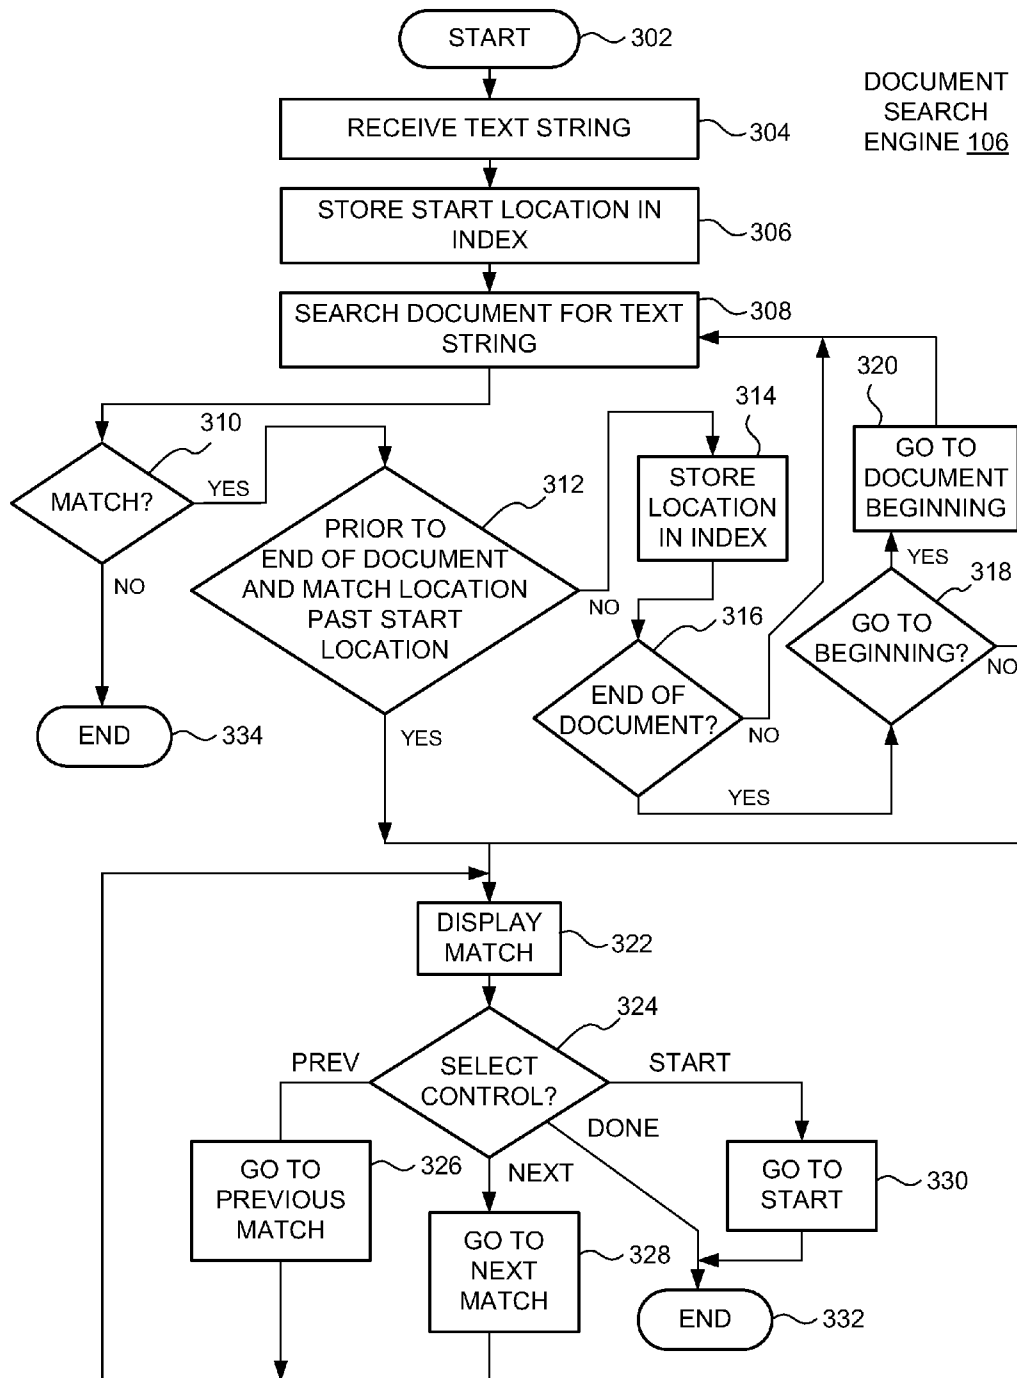 START
302
DOCUMENT
SEARCH
ENGINE 106
RECEIVE TEXT STRING
304
STORE START LOCATION IN
INDEX
306
SEARCH DOCUMENT FOR TEXT
STRING
308
310
MATCH?
YES
NO
END
334
312
PRIOR TO
END OF DOCUMENT
AND MATCH LOCATION
PAST START
LOCATION
NO
YES
314
STORE
LOCATION
IN INDEX
316
END OF
DOCUMENT?
NO
YES
320
GO TO
DOCUMENT
BEGINNING
YES
318
GO TO
BEGINNING?
NO
DISPLAY
MATCH
322
324
SELECT
CONTROL?
PREV
START
DONE
NEXT
GO TO
PREVIOUS
MATCH
326
GO TO
NEXT
MATCH
328
GO TO
START
330
END
332